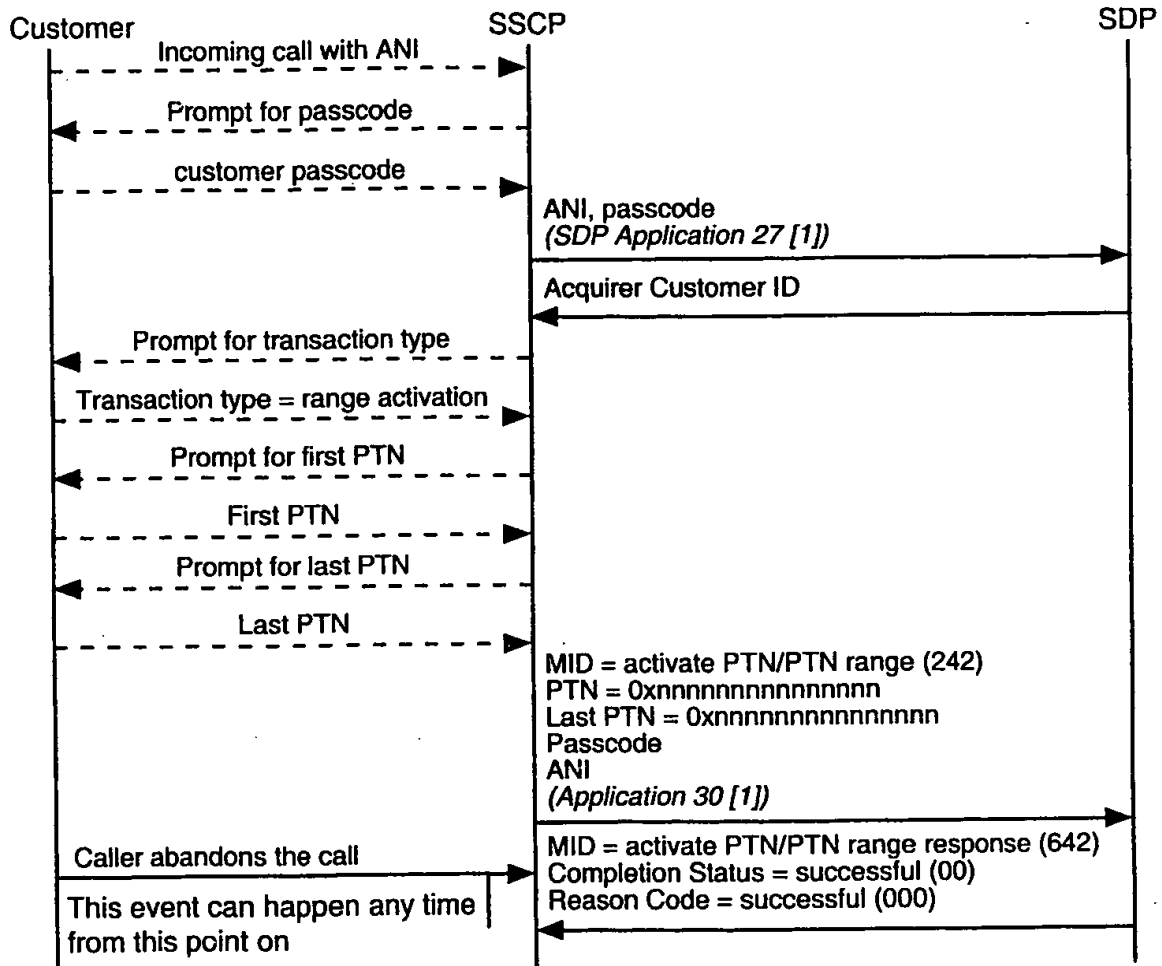 Customer
SSCP
SDP
Incoming call with ANI
Prompt for passcode
customer passcode
ANI, passcode
(SDP Application 27 [1])
Acquirer Customer ID
Prompt for transaction type
Transaction type = range activation
Prompt for first PTN
First PTN
Prompt for last PTN
Last PTN
MID = activate PTN/PTN range (242)
PTN = 0xnnnnnnnnnnnnnnnn
Last PTN = 0xnnnnnnnnnnnnnnnn
Passcode
ANI
(Application 30 [1])
Caller abandons the call
This event can happen any time
from this point on
MID = activate PTN/PTN range response (642)
Completion Status = successful (00)
Reason Code = successful (000)